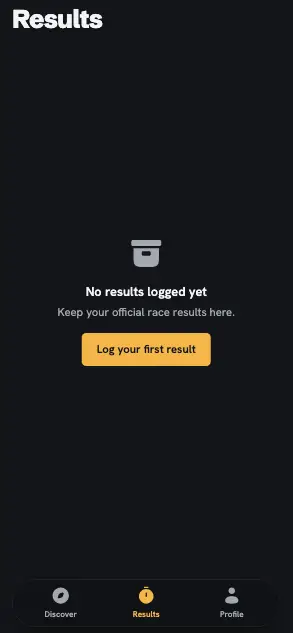 Results
No results logged yet
Keep your official race results here.
Log your first result
Discover
Results
Profile